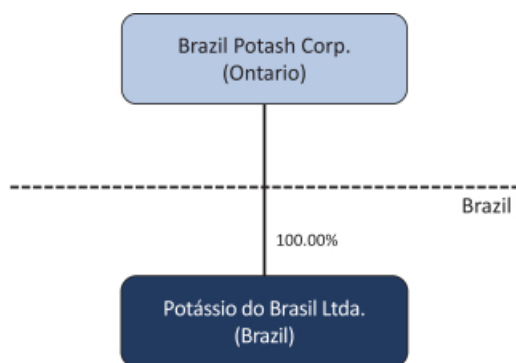 Brazil Potash Corp.
(Ontario)
Brazil
100.00%
Potássio do Brasil Ltda.
(Brazil)